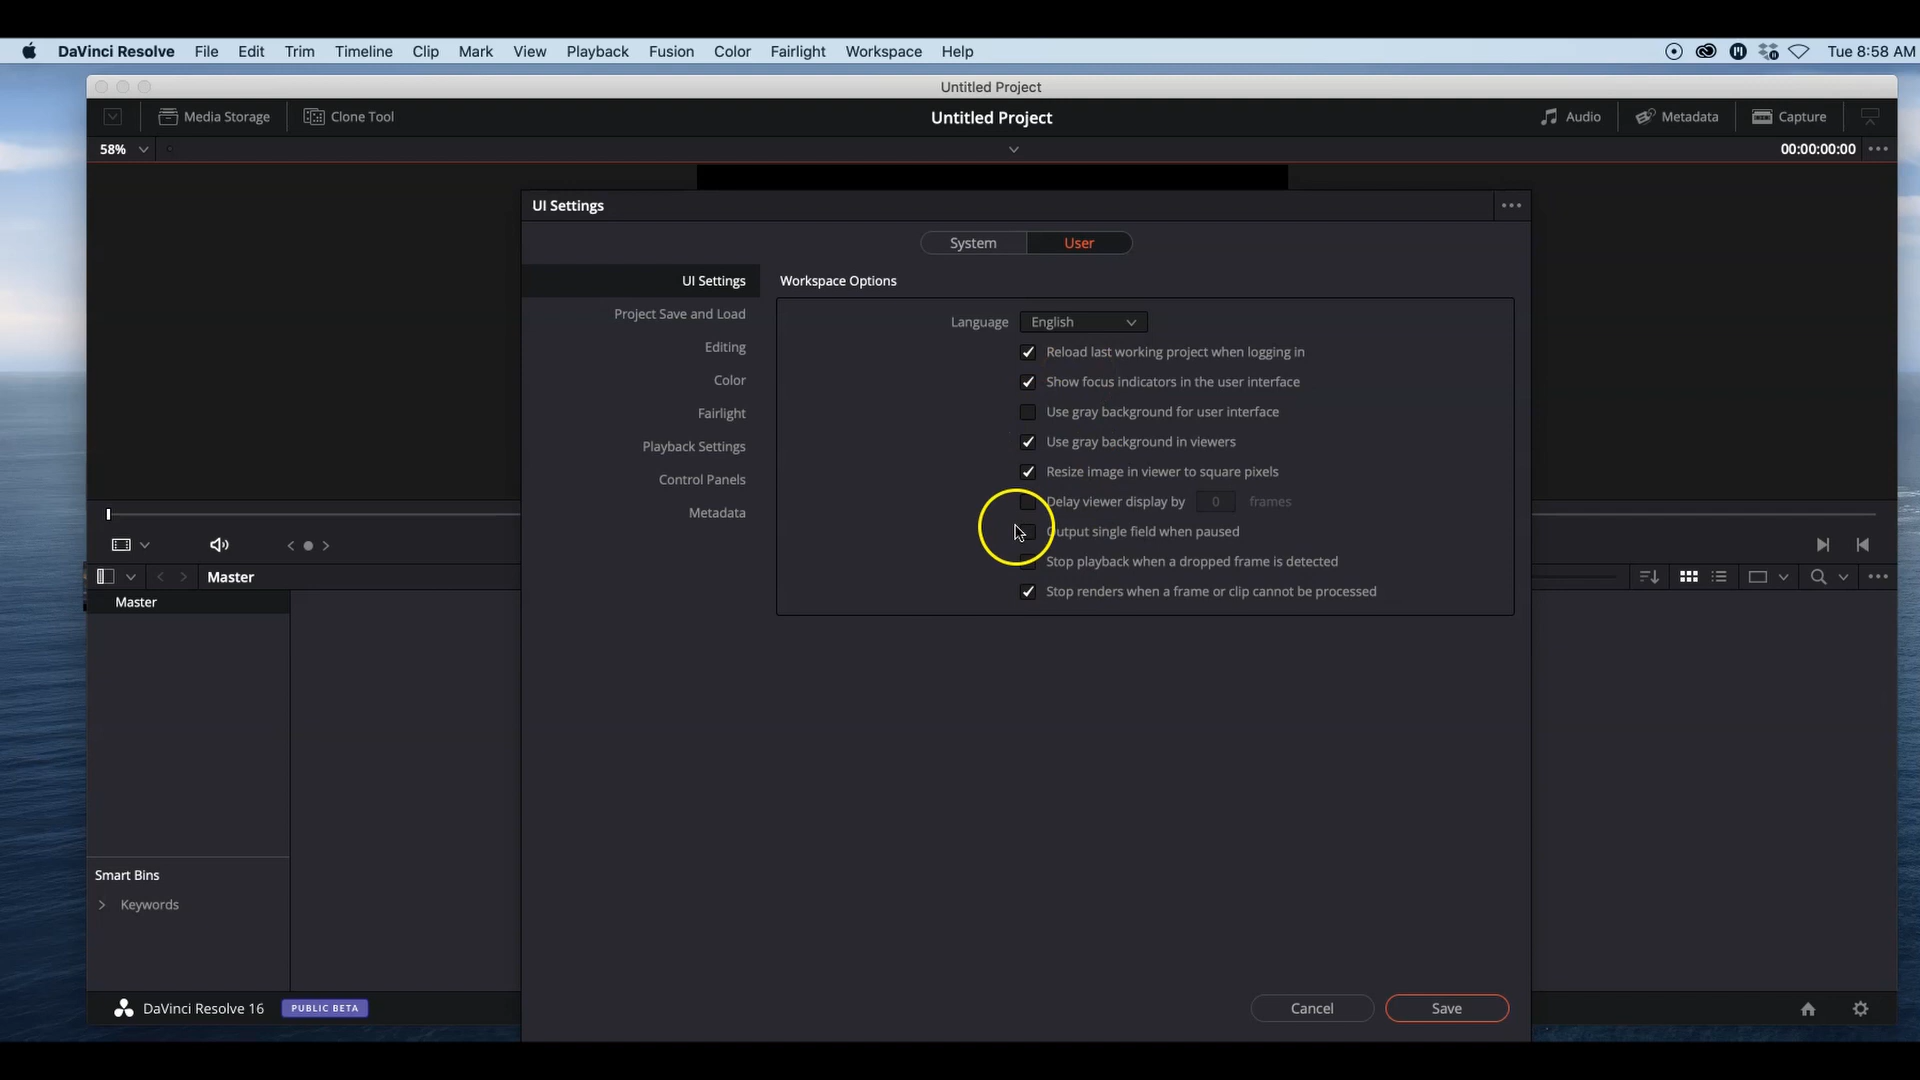 DaVinci Resolve File Edit Trim Timeline Clip Mark View Playback Fusion Color Fairlight Workspace Help Tue 8:58 AM
Untitled Project
Media Storage Clone Tool Untitled Project Audio Metadata Capture
58% 00:00:00:00
UI Settings
System User
UI Settings Workspace Options
Project Save and Load
Editing
Color
Fairlight
Playback Settings
Control Panels
Metadata
Language English
Reload last working project when logging in
Show focus indicators in the user interface
Use gray background for user interface
Use gray background in viewers
Resize image in viewer to square pixels
Delay viewer display by 0 frames
Output single field when paused
Stop playback when a dropped frame is detected
Stop renders when a frame or clip cannot be processed
Master
Master
Smart Bins
Keywords
Cancel Save
DaVinci Resolve 16 PUBLIC BETA